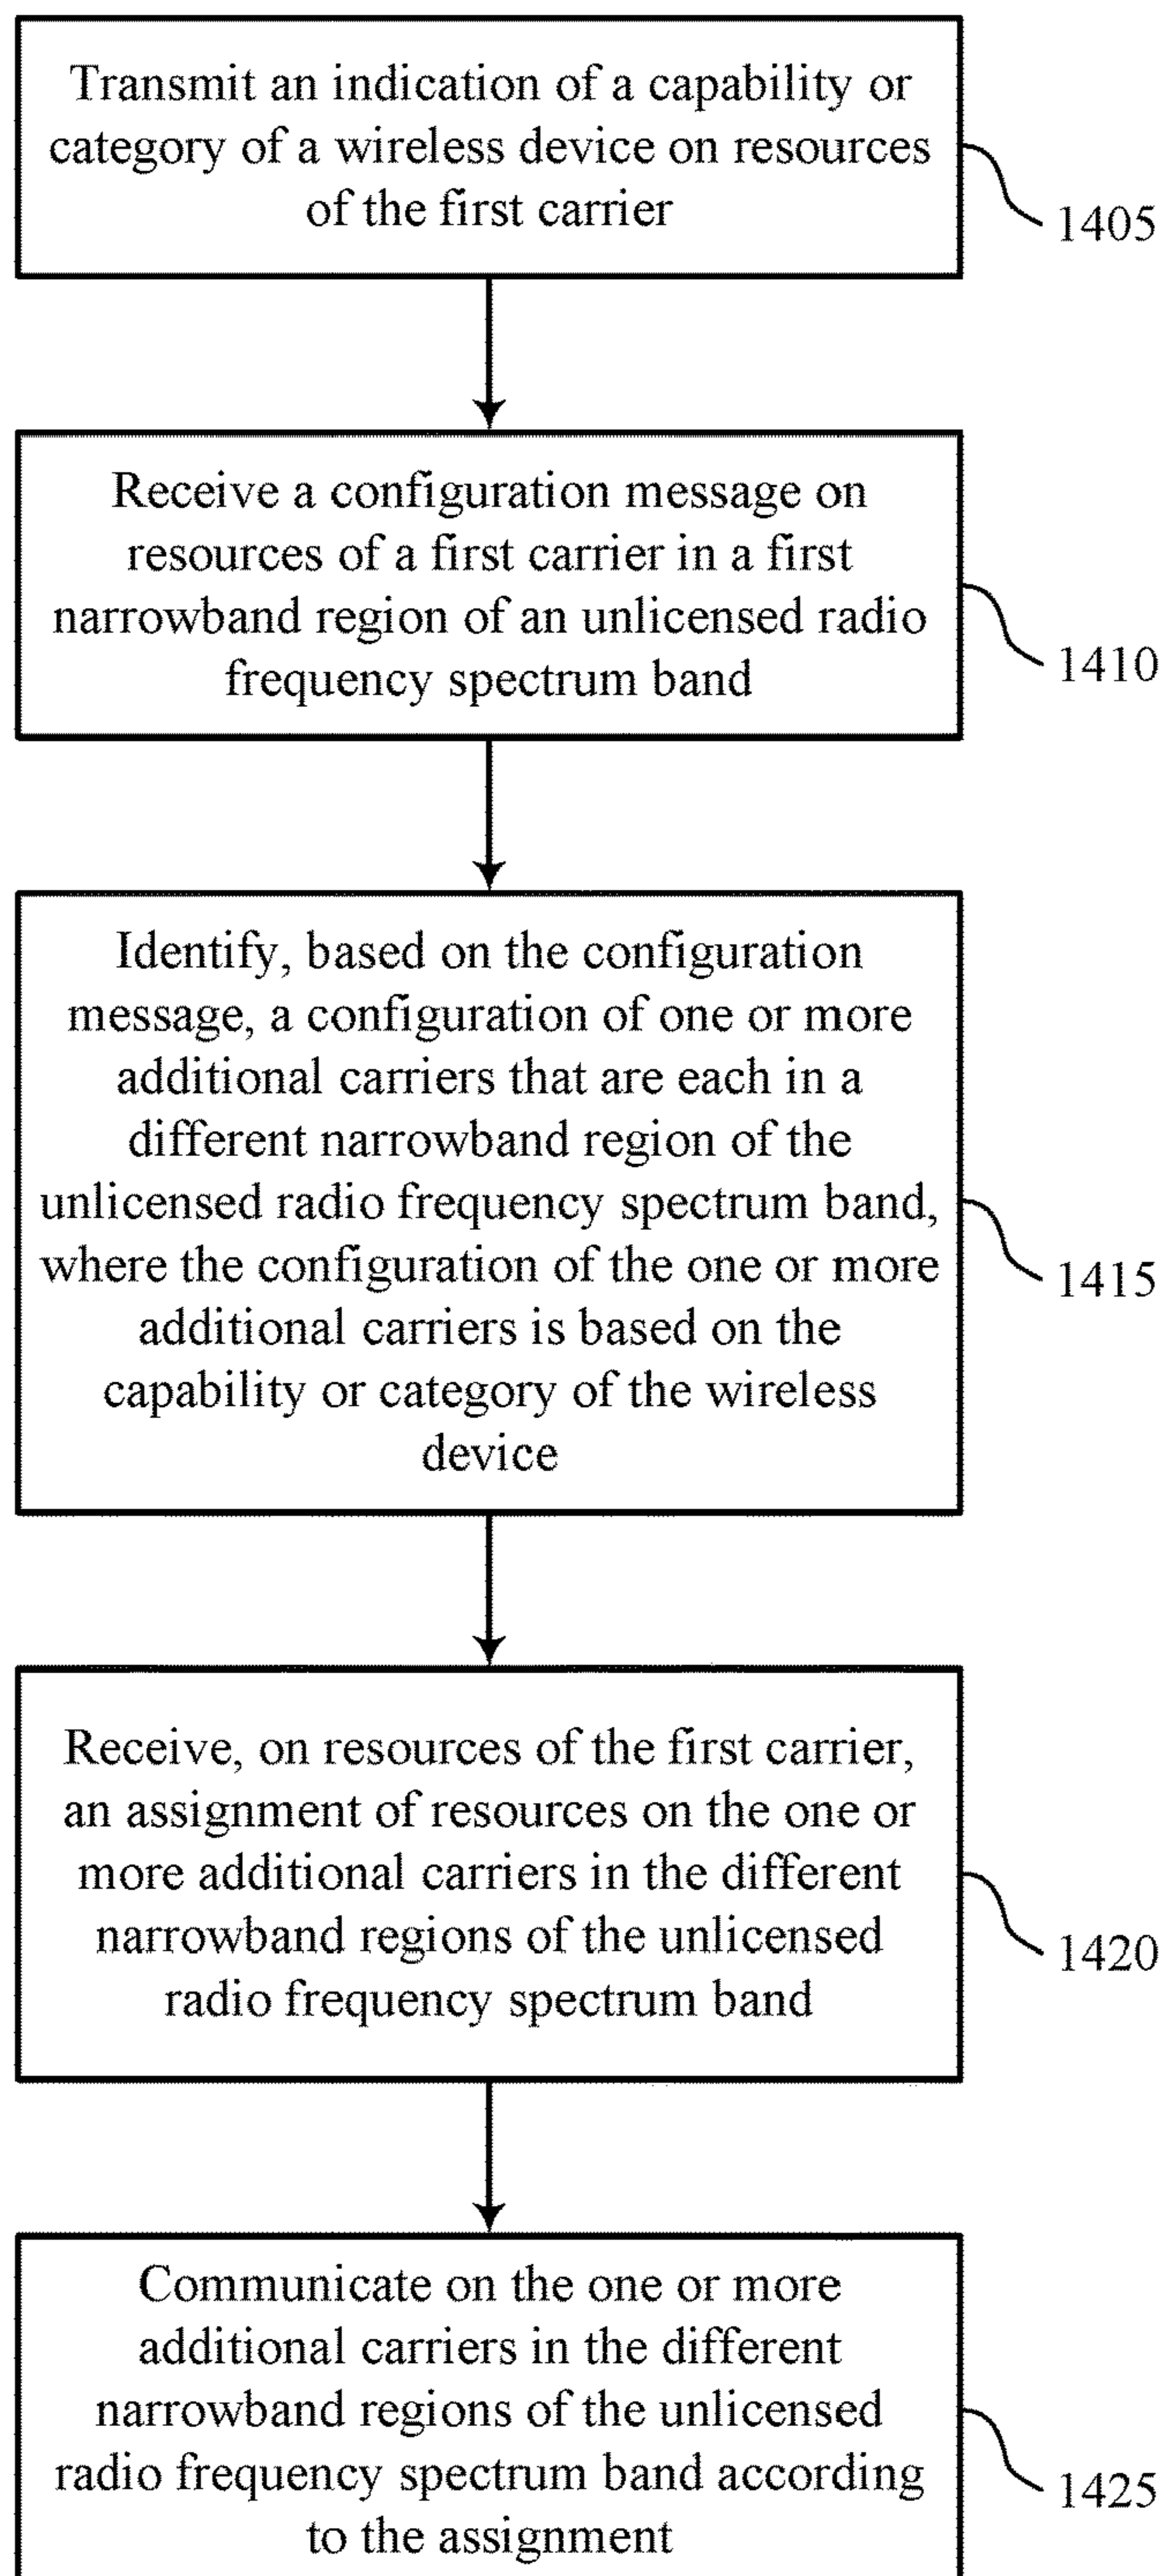 Transmit an indication of a capability or
category of a wireless device on resources
of the first carrier
1405
Receive a configuration message on
resources of a first carrier in a first
narrowband region of an unlicensed radio
frequency spectrum band
1410
Identify, based on the configuration
message, a configuration of one or more
additional carriers that are each in a
different narrowband region of the
unlicensed radio frequency spectrum band,
where the configuration of the one or more
additional carriers is based on the
capability or category of the wireless
device
1415
Receive, on resources of the first carrier,
an assignment of resources on the one or
more additional carriers in the different
narrowband regions of the unlicensed
radio frequency spectrum band
1420
Communicate on the one or more
additional carriers in the different
narrowband regions of the unlicensed
radio frequency spectrum band according
to the assignment
1425